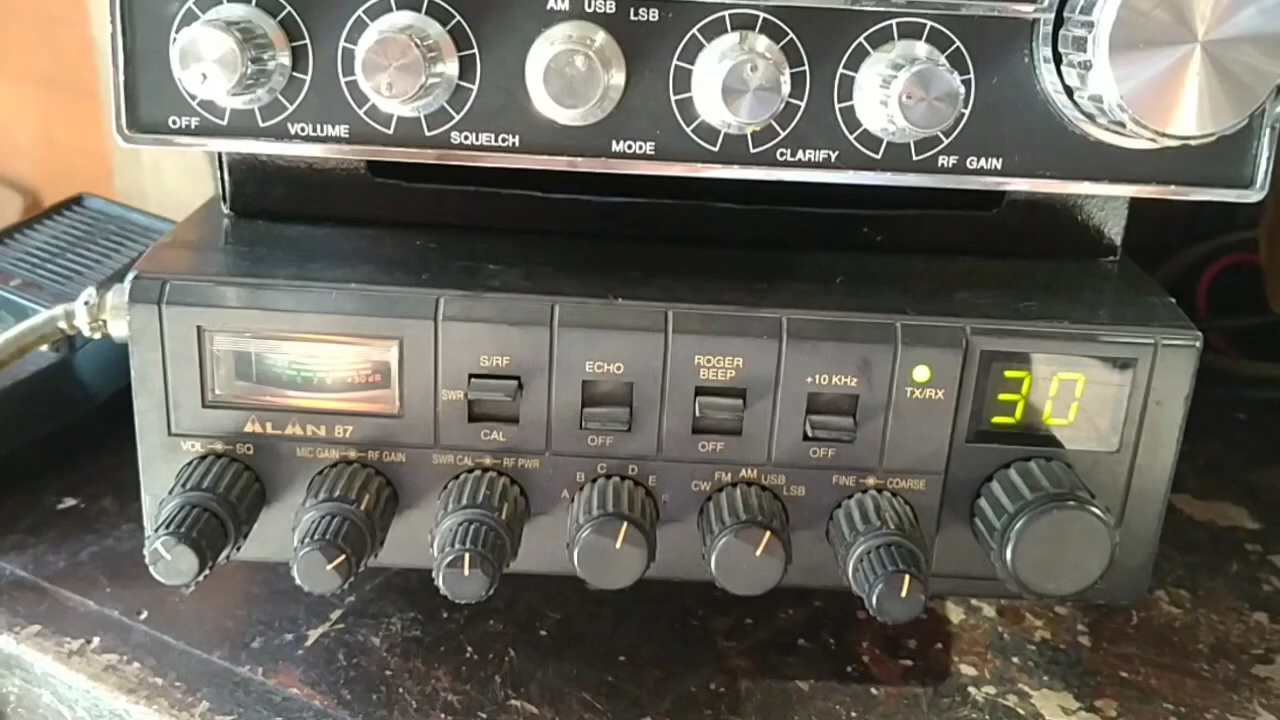 AM USB LSB
OFF VOLUME SQUELCH MODE CLARIFY RF GAIN
S/RF
SWR
CAL
ECHO
OFF
ROGER
BEEP
OFF
+10 KHz
OFF
TX/RX
30
+30dB
ALAN 87
VOL SQ
MIC GAIN RF GAIN
SWR CAL RF PWR
A B C D E F
CW FM AM USB LSB
FINE COARSE